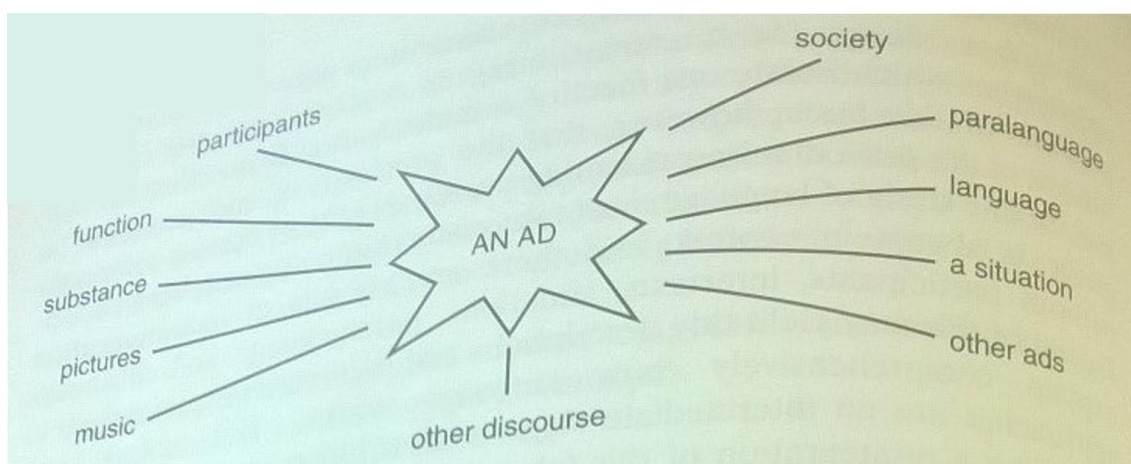 society
participants
paralanguage
language
function
AN AD
a situation
substance
other ads
pictures
music
other discourse